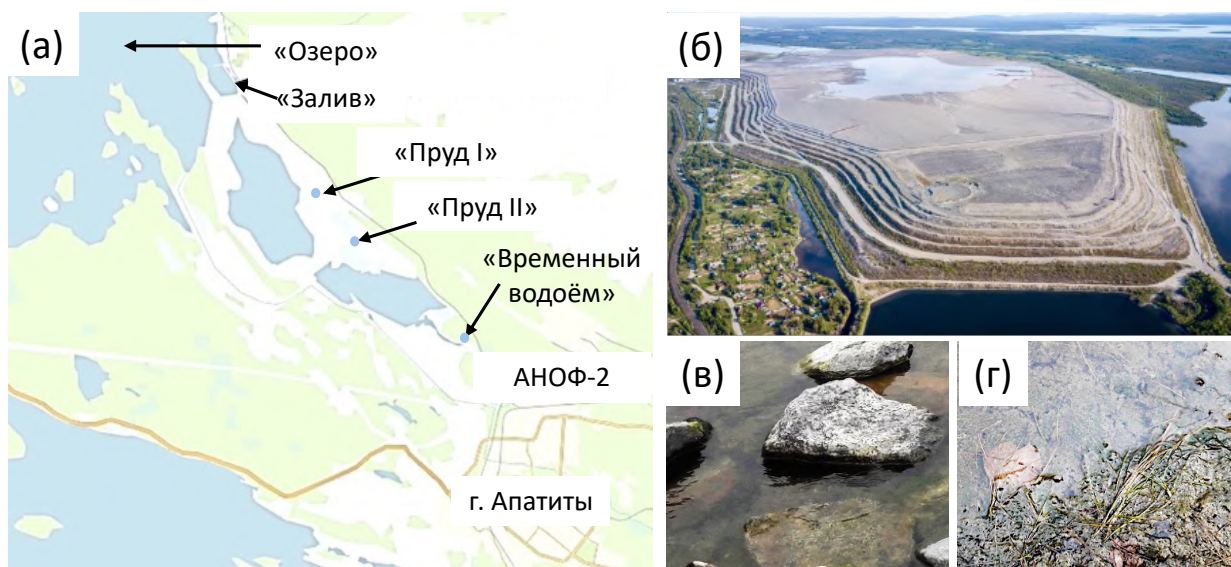 (а)
«Озеро»
«Залив»
«Пруд I»
«Пруд II»
«Временный
водоём»
АНОФ-2
г. Апатиты
(б)
(в)
(г)